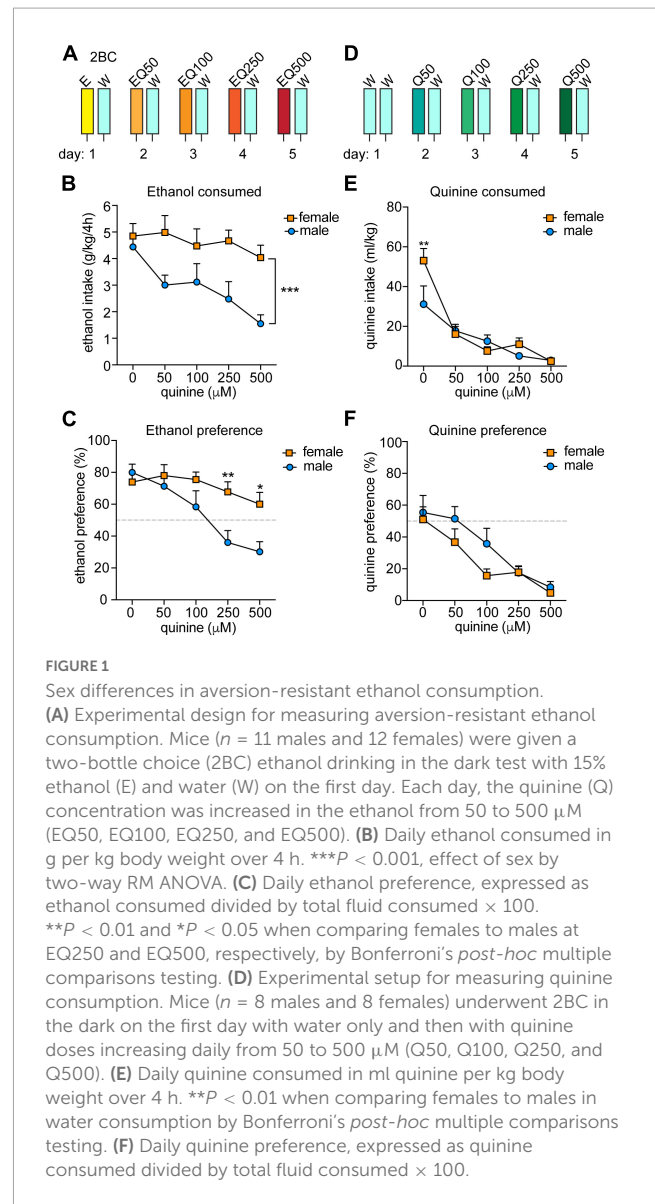 A
D
2BC
E
W
EQ50
W
EQ100
W
EQ250
W
EQ500
W
W
W
Q50
W
Q100
W
Q250
W
Q500
W
day: 1
2
3
4
5
day: 1
2
3
4
5
B
Ethanol consumed
6
5
4
3
2
1
0
ethanol intake (g/kg/4h)
female
male
***
0
50
100
250
500
quinine (μM)
E
Quinine consumed
80
60
40
20
0
quinine intake (ml/kg)
female
male
**
0
50
100
250
500
quinine (μM)
C
Ethanol preference
100
80
60
40
20
0
ethanol preference (%)
female
male
**
*
0
50
100
250
500
quinine (μM)
F
Quinine preference
100
80
60
40
20
0
quinine preference (%)
female
male
0
50
100
250
500
quinine (μM)
FIGURE 1
Sex differences in aversion-resistant ethanol consumption.
(A) Experimental design for measuring aversion-resistant ethanol
consumption. Mice (n = 11 males and 12 females) were given a
two-bottle choice (2BC) ethanol drinking in the dark test with 15%
ethanol (E) and water (W) on the first day. Each day, the quinine (Q)
concentration was increased in the ethanol from 50 to 500 μM
(EQ50, EQ100, EQ250, and EQ500). (B) Daily ethanol consumed in
g per kg body weight over 4 h. ***P < 0.001, effect of sex by
two-way RM ANOVA. (C) Daily ethanol preference, expressed as
ethanol consumed divided by total fluid consumed × 100.
**P < 0.01 and *P < 0.05 when comparing females to males at
EQ250 and EQ500, respectively, by Bonferroni's post-hoc multiple
comparisons testing. (D) Experimental setup for measuring quinine
consumption. Mice (n = 8 males and 8 females) underwent 2BC in
the dark on the first day with water only and then with quinine
doses increasing daily from 50 to 500 μM (Q50, Q100, Q250, and
Q500). (E) Daily quinine consumed in ml quinine per kg body
weight over 4 h. **P < 0.01 when comparing females to males in
water consumption by Bonferroni's post-hoc multiple comparisons
testing. (F) Daily quinine preference, expressed as quinine
consumed divided by total fluid consumed × 100.